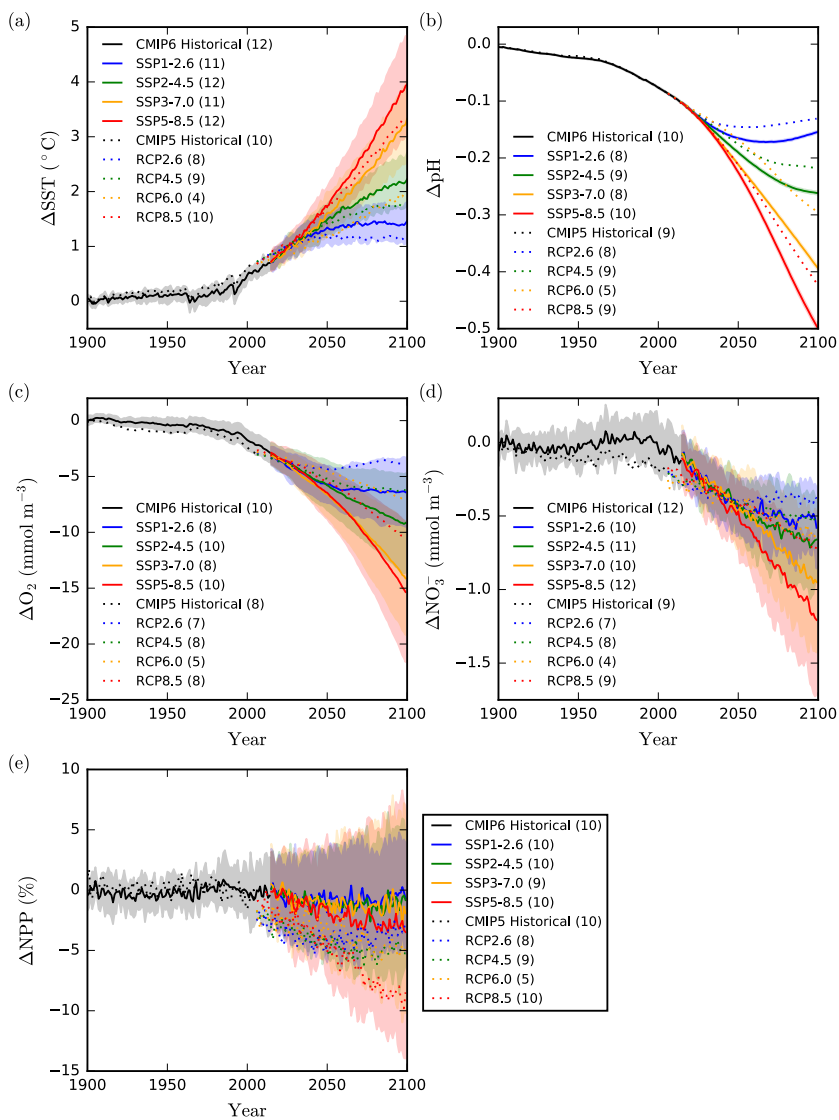 (a)
5
4
3
2
1
0
ΔSST (°C)
CMIP6 Historical (12)
SSP1-2.6 (11)
SSP2-4.5 (12)
SSP3-7.0 (11)
SSP5-8.5 (12)
CMIP5 Historical (10)
RCP2.6 (8)
RCP4.5 (9)
RCP6.0 (4)
RCP8.5 (10)
1900 1950 2000 2050 2100
Year
(b)
0.0
−0.1
−0.2
−0.3
−0.4
−0.5
ΔpH
CMIP6 Historical (10)
SSP1-2.6 (8)
SSP2-4.5 (9)
SSP3-7.0 (8)
SSP5-8.5 (10)
CMIP5 Historical (9)
RCP2.6 (8)
RCP4.5 (9)
RCP6.0 (5)
RCP8.5 (9)
1900 1950 2000 2050 2100
Year
(c)
0
−5
−10
−15
−20
−25
ΔO₂ (mmol m⁻³)
CMIP6 Historical (10)
SSP1-2.6 (8)
SSP2-4.5 (10)
SSP3-7.0 (8)
SSP5-8.5 (10)
CMIP5 Historical (8)
RCP2.6 (7)
RCP4.5 (8)
RCP6.0 (5)
RCP8.5 (8)
1900 1950 2000 2050 2100
Year
(d)
0.0
−0.5
−1.0
−1.5
ΔNO₃⁻ (mmol m⁻³)
CMIP6 Historical (12)
SSP1-2.6 (10)
SSP2-4.5 (11)
SSP3-7.0 (10)
SSP5-8.5 (12)
CMIP5 Historical (9)
RCP2.6 (7)
RCP4.5 (8)
RCP6.0 (4)
RCP8.5 (9)
1900 1950 2000 2050 2100
Year
(e)
10
5
0
−5
−10
−15
ΔNPP (%)
1900 1950 2000 2050 2100
Year
CMIP6 Historical (10)
SSP1-2.6 (10)
SSP2-4.5 (10)
SSP3-7.0 (9)
SSP5-8.5 (10)
CMIP5 Historical (10)
RCP2.6 (8)
RCP4.5 (9)
RCP6.0 (5)
RCP8.5 (10)